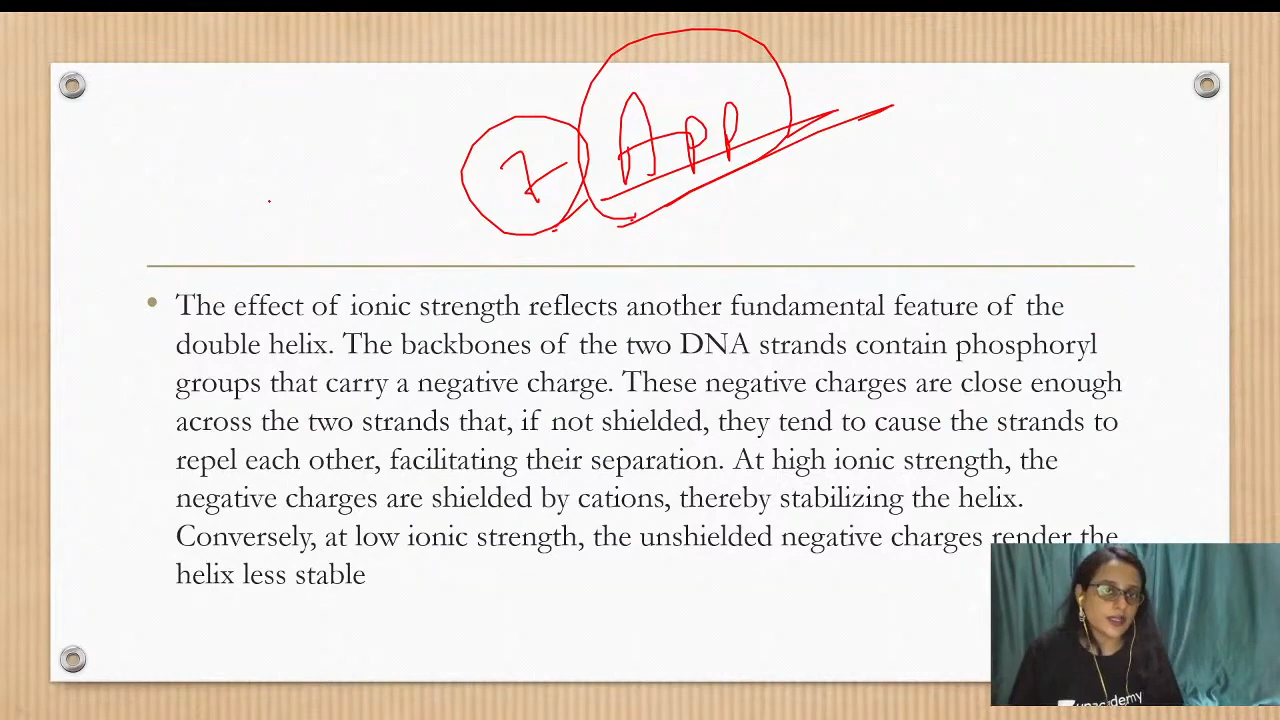 7 App
The effect of ionic strength reflects another fundamental feature of the
double helix. The backbones of the two DNA strands contain phosphoryl
groups that carry a negative charge. These negative charges are close enough
across the two strands that, if not shielded, they tend to cause the strands to
repel each other, facilitating their separation. At high ionic strength, the
negative charges are shielded by cations, thereby stabilizing the helix.
Conversely, at low ionic strength, the unshielded negative charges render the
helix less stable
unacademy